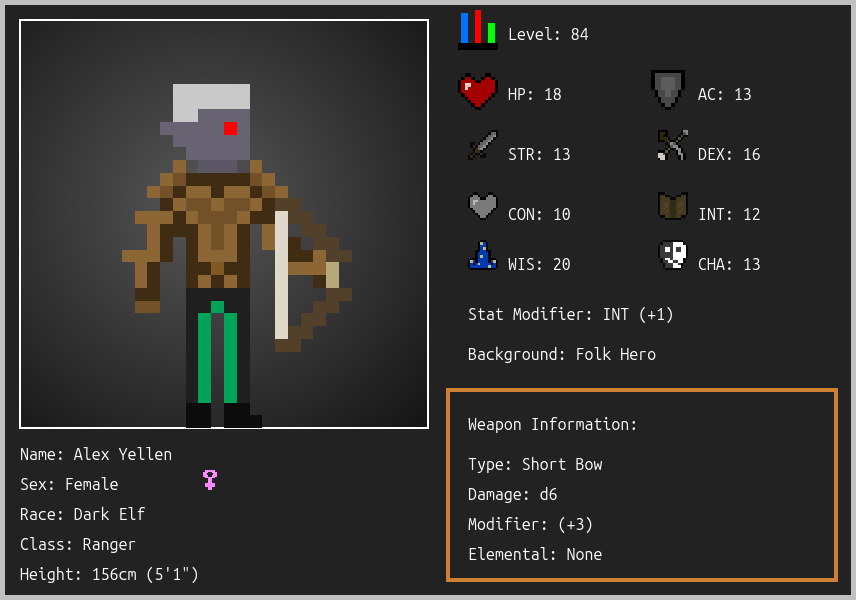 Level: 84
HP: 18
AC: 13
STR: 13
DEX: 16
CON: 10
INT: 12
WIS: 20
CHA: 13
Stat Modifier: INT (+1)
Background: Folk Hero
Weapon Information:
Type: Short Bow
Damage: d6
Modifier: (+3)
Elemental: None
Name: Alex Yellen
Sex: Female
Race: Dark Elf
Class: Ranger
Height: 156cm (5'1")